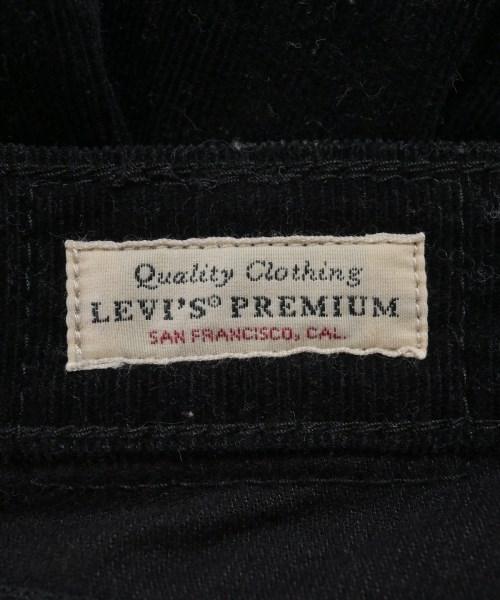 Quality Clothing
LEVI'S® PREMIUM
SAN FRANCISCO, CAL.